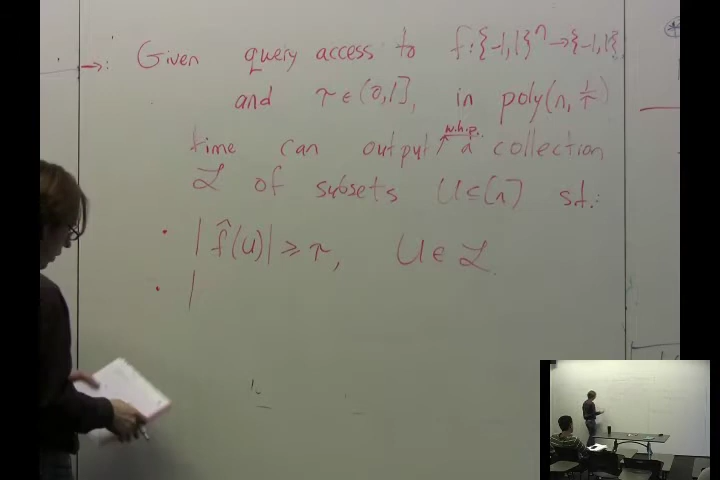 →: Given query access to f:{-1,1}ⁿ→{-1,1},
and τ∈(0,1], in poly(n, 1/τ)
w.h.p.
time can output ↑ a collection
ℒ of subsets U⊆[n] s.t.:
• |f̂(U)| ≥ τ, U∈ℒ.
• |